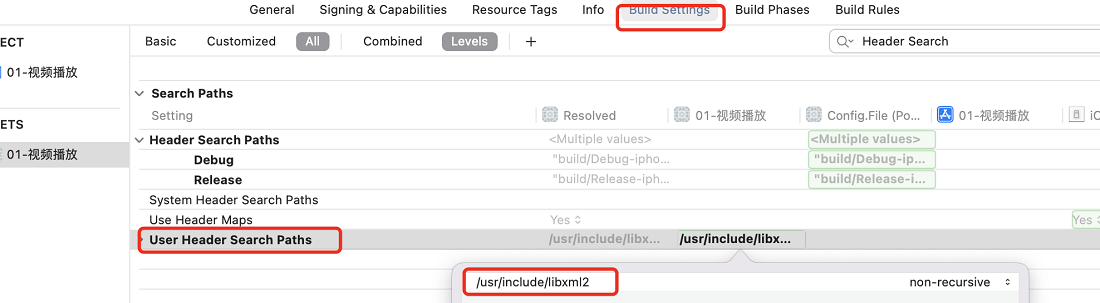 General Signing & Capabilities Resource Tags Info Build Settings Build Phases Build Rules
ECT Basic Customized All Combined Levels + Header Search
01-视频播放
Search Paths
Setting Resolved 01-视频播放 Config.File (Po... 01-视频播放 iC
ETS
Header Search Paths <Multiple values> <Multiple values>
01-视频播放 Debug "build/Debug-ipho... "build/Debug-iph...
Release "build/Release-iph... "build/Release-i...
System Header Search Paths
Use Header Maps Yes Yes
User Header Search Paths /usr/include/libx... /usr/include/libx...
/usr/include/libxml2 non-recursive